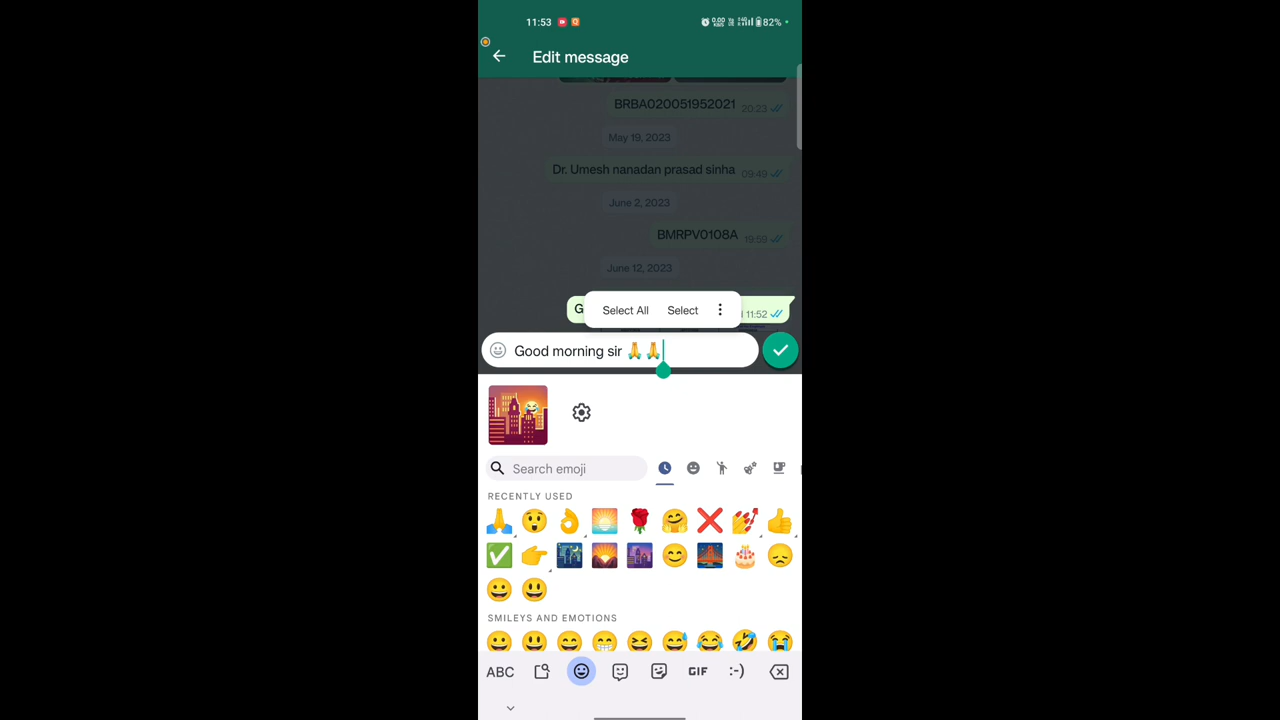 11:53
82%
Edit message
BRBA020051952021 20:23
May 19, 2023
Dr. Umesh nanadan prasad sinha 09:49
June 2, 2023
BMRPV0108A 19:59
June 12, 2023
G
Select All Select
11:52
Good morning sir 🙏🙏
Search emoji
RECENTLY USED
SMILEYS AND EMOTIONS
ABC GIF :-)